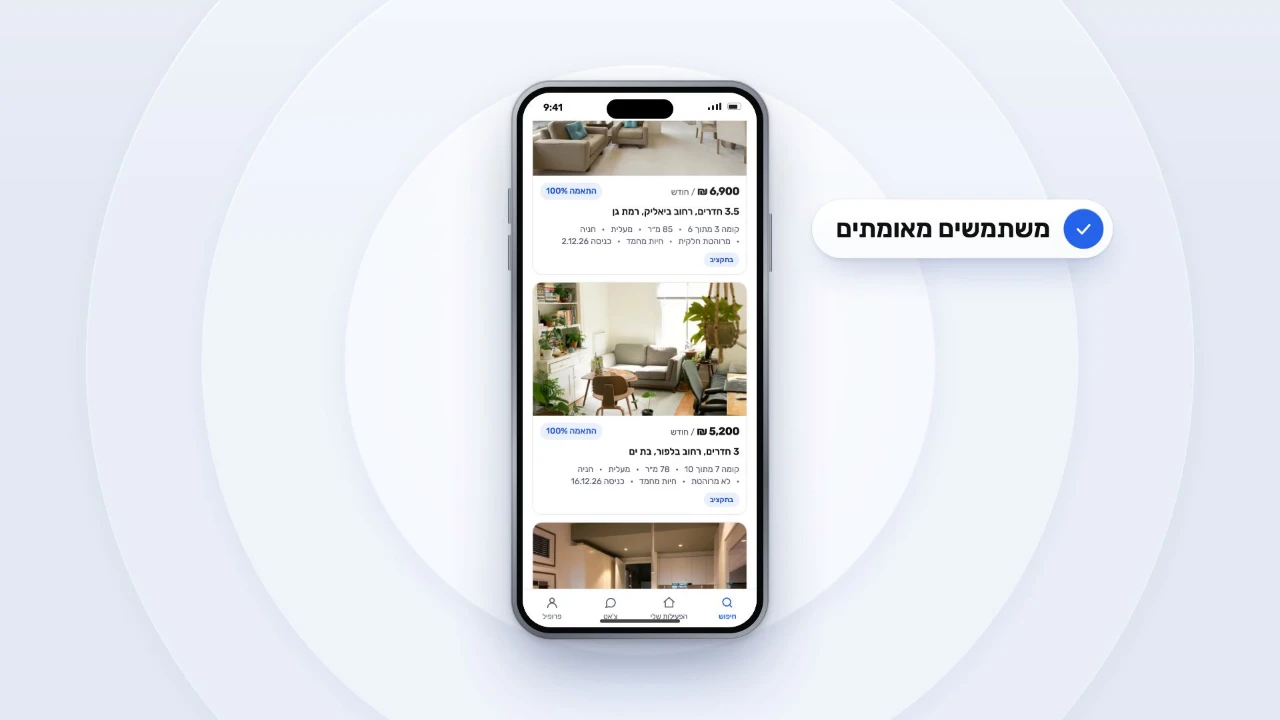 9:41
6,900 ₪ / חודש
התאמה 100%
3.5 חדרים, רחוב ביאליק, רמת גן
קומה 3 מתוך 6 • 85 מ״ר • מעלית • חניה
• מרוהטת חלקית • חיות מחמד • כניסה 2.12.26
בתקציב
משתמשים מאומתים
5,200 ₪ / חודש
התאמה 100%
3 חדרים, רחוב בלפור, בת ים
קומה 7 מתוך 10 • 78 מ״ר • מעלית • חניה
• לא מרוהטת • חיות מחמד • כניסה 16.12.26
בתקציב
חיפוש
הפעילות שלי
צ'אט
פרופיל